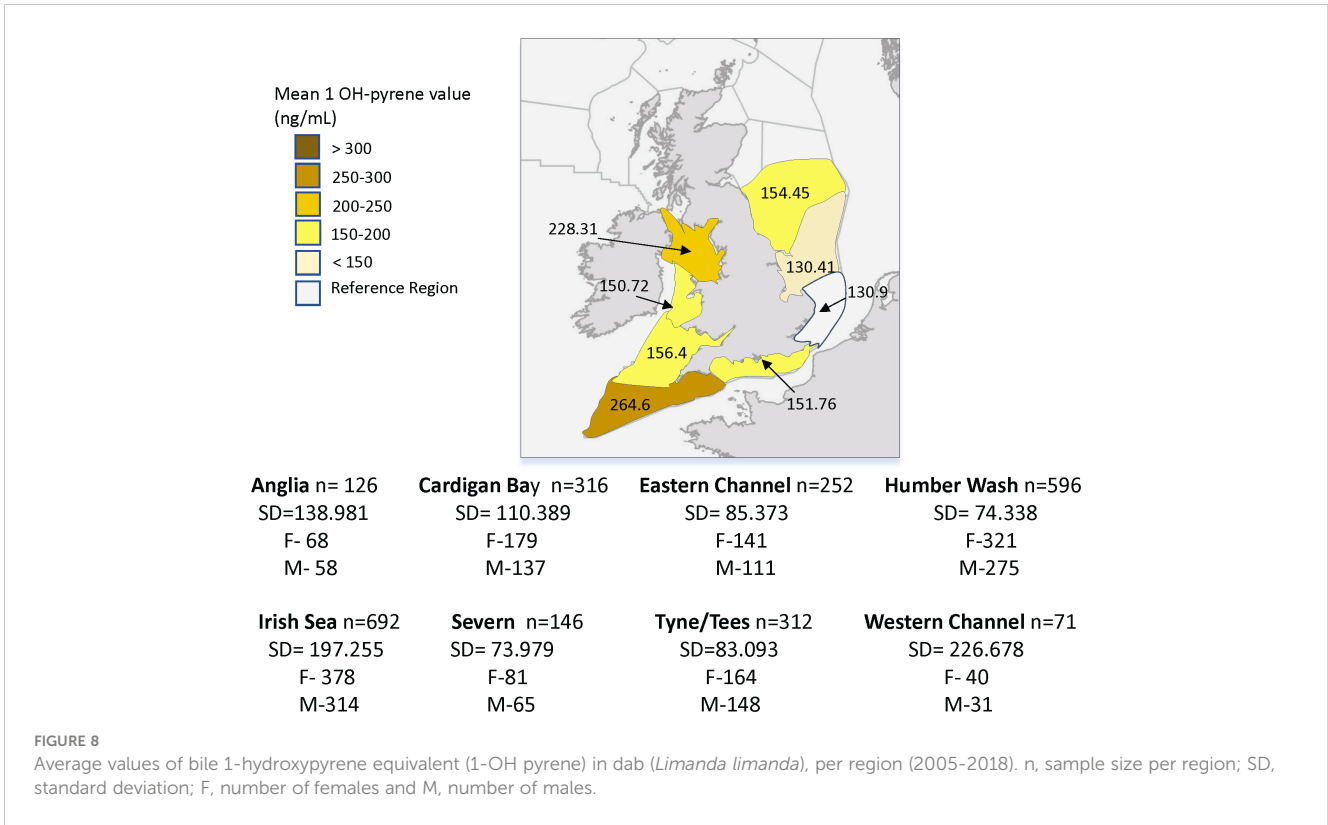 Mean 1 OH-pyrene value
(ng/mL)
> 300
250-300
200-250
150-200
< 150
Reference Region
154.45
228.31
130.41
150.72
130.9
156.4
264.6
151.76
Anglia n= 126
SD=138.981
F- 68
M- 58
Cardigan Bay n=316
SD= 110.389
F-179
M-137
Eastern Channel n=252
SD= 85.373
F-141
M-111
Humber Wash n=596
SD= 74.338
F-321
M-275
Irish Sea n=692
SD= 197.255
F- 378
M-314
Severn n=146
SD= 73.979
F-81
M-65
Tyne/Tees n=312
SD=83.093
F-164
M-148
Western Channel n=71
SD= 226.678
F- 40
M-31
FIGURE 8
Average values of bile 1-hydroxypyrene equivalent (1-OH pyrene) in dab (Limanda limanda), per region (2005-2018). n, sample size per region; SD,
standard deviation; F, number of females and M, number of males.